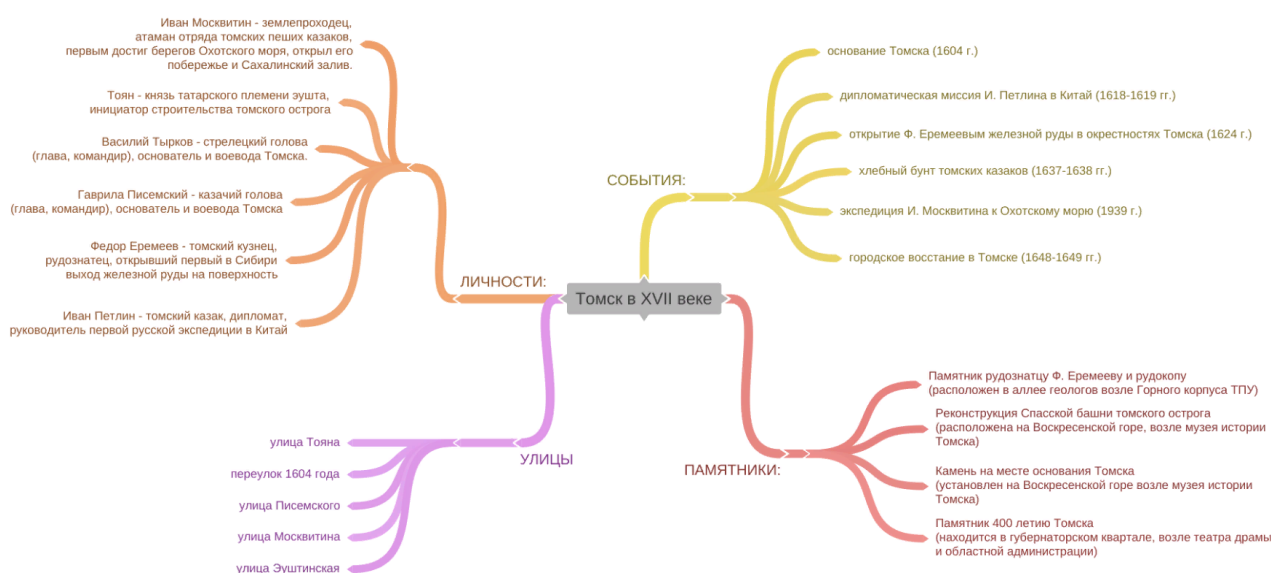 Томск в XVII веке
ЛИЧНОСТИ:
Иван Москвитин - землепроходец,
атаман отряда томских пеших казаков,
первым достиг берегов Охотского моря, открыл его
побережье и Сахалинский залив.
Тоян - князь татарского племени эушта,
инициатор строительства томского острога
Василий Тырков - стрелецкий голова
(глава, командир), основатель и воевода Томска.
Гаврила Писемский - казачий голова
(глава, командир), основатель и воевода Томска
Федор Еремеев - томский кузнец,
рудознатец, открывший первый в Сибири
выход железной руды на поверхность
Иван Петлин - томский казак, дипломат,
руководитель первой русской экспедиции в Китай
СОБЫТИЯ:
основание Томска (1604 г.)
дипломатическая миссия И. Петлина в Китай (1618-1619 гг.)
открытие Ф. Еремеевым железной руды в окрестностях Томска (1624 г.)
хлебный бунт томских казаков (1637-1638 гг.)
экспедиция И. Москвитина к Охотскому морю (1939 г.)
городское восстание в Томске (1648-1649 гг.)
УЛИЦЫ
улица Тояна
переулок 1604 года
улица Писемского
улица Москвитина
улица Эуштинская
ПАМЯТНИКИ:
Памятник рудознатцу Ф. Еремееву и рудокопу
(расположен в аллее геологов возле Горного корпуса ТПУ)
Реконструкция Спасской башни томского острога
(расположена на Воскресенской горе, возле музея истории
Томска)
Камень на месте основания Томска
(установлен на Воскресенской горе возле музея истории
Томска)
Памятник 400 летию Томска
(находится в губернаторском квартале, возле театра драмы
и областной администрации)